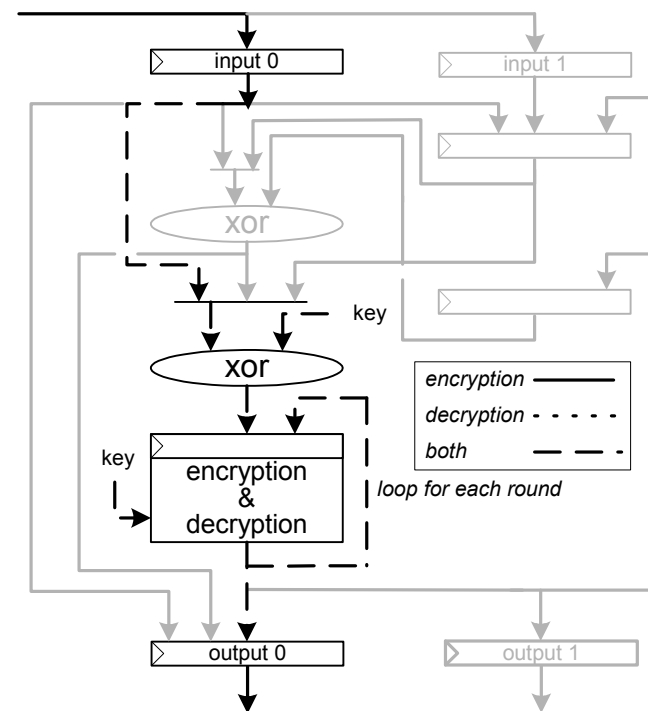 input 0
input 1
xor
key
xor
encryption
decryption
both
key
encryption
&
decryption
loop for each round
output 0
output 1